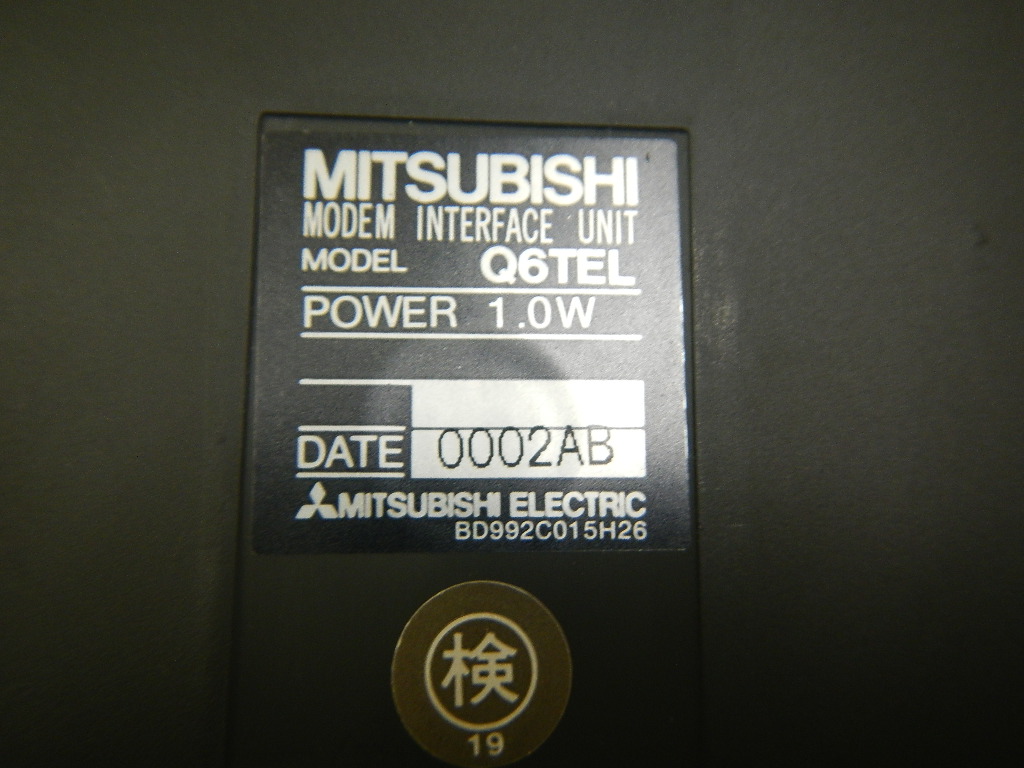 MITSUBISHI
MODEM INTERFACE UNIT
MODEL Q6TEL
POWER 1.0W
DATE 0002AB
MITSUBISHI ELECTRIC
BD992C015H26
検
19